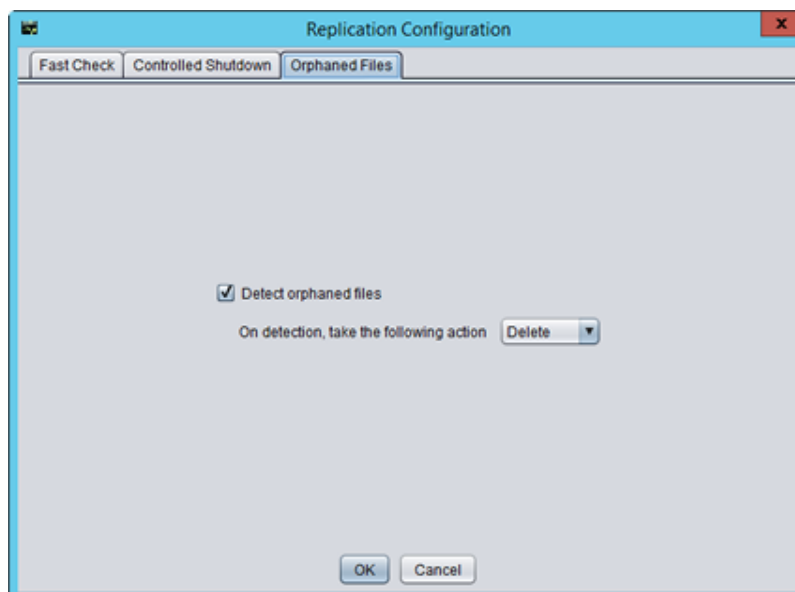 Replication Configuration
x
Fast Check Controlled Shutdown Orphaned Files
Detect orphaned files
On detection, take the following action Delete
OK Cancel